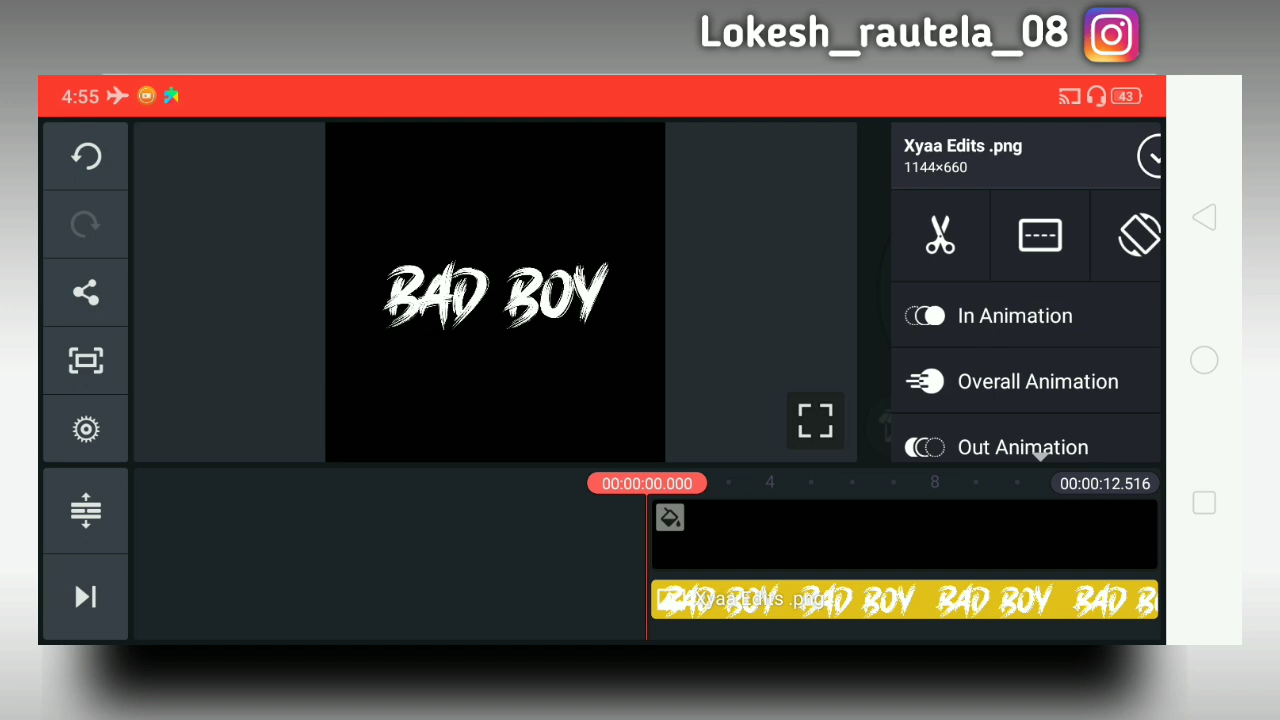 Lokesh_rautela_08
4:55
43
Xyaa Edits .png
1144×660
BAD BOY
In Animation
Overall Animation
Out Animation
00:00:00.000
4
8
00:00:12.516
BAD BOY BAD BOY BAD BOY BAD B
Xyaa Edits .png